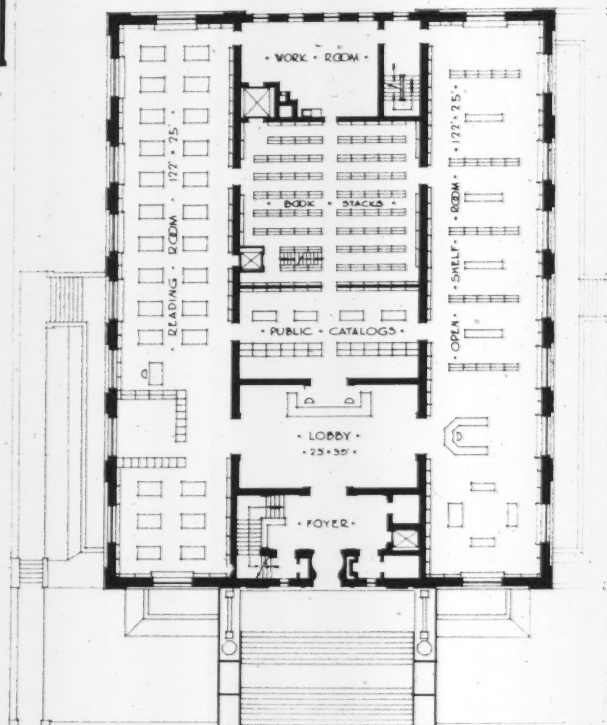 • WORK • ROOM •
• READING • ROOM • 122' × 25' •
• OPEN • SHELF • ROOM • 122' × 25' •
• BOOK • STACKS •
• PUBLIC • CATALOGS •
• LOBBY •
• 25' × 35' •
• FOYER •